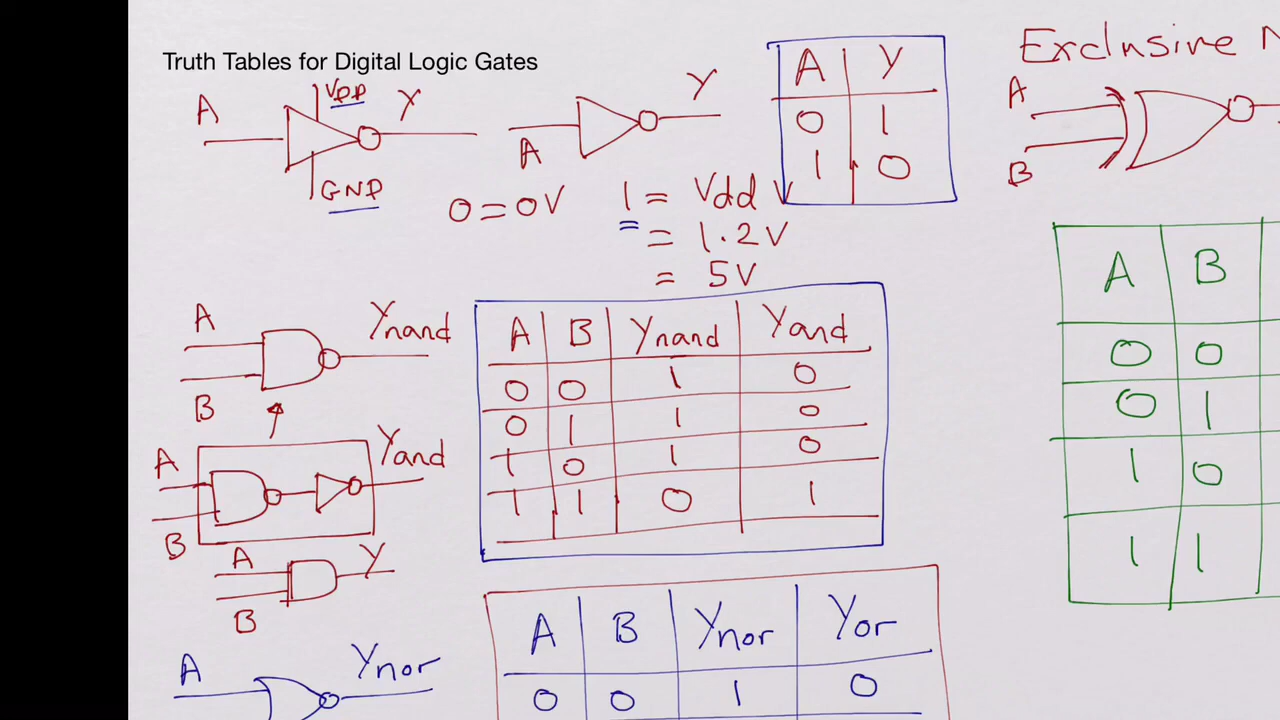 Truth Tables for Digital Logic Gates
A VDD Y
GND
A Y
0 = 0V 1 = Vdd V
= 1.2V
= 5V
A Y
0 1
1 0
Exclusive
A
B
A B Ynand
A B Ynand Yand
0 0 1 0
0 1 1 0
1 0 1 0
1 1 0 1
A B Yand
A B Y
A Ynor
A B Ynor Yor
0 0 1 0
A B
0 0
0 1
1 0
1 1